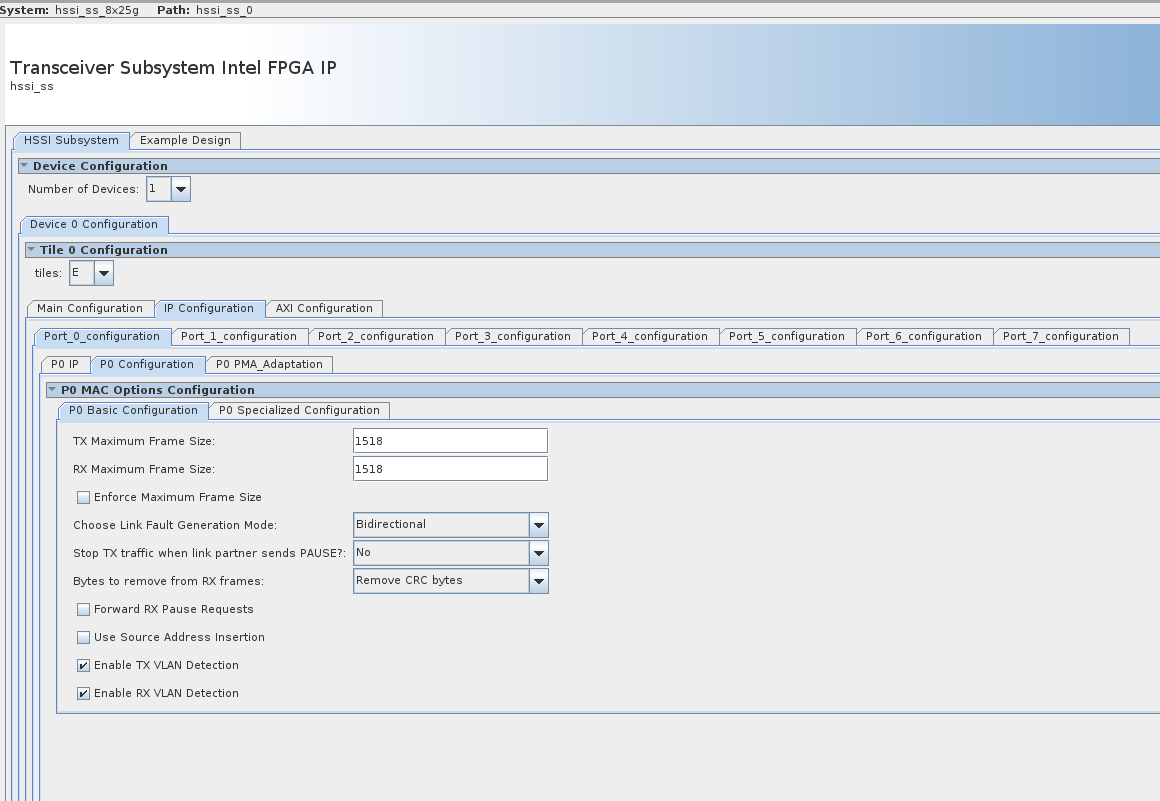 System: hssi_ss_8x25g Path: hssi_ss_0
Transceiver Subsystem Intel FPGA IP
hssi_ss
HSSI Subsystem Example Design
Device Configuration
Number of Devices: 1
Device 0 Configuration
Tile 0 Configuration
tiles: E
Main Configuration IP Configuration AXI Configuration
Port_0_configuration Port_1_configuration Port_2_configuration Port_3_configuration Port_4_configuration Port_5_configuration Port_6_configuration Port_7_configuration
P0 IP P0 Configuration P0 PMA_Adaptation
P0 MAC Options Configuration
P0 Basic Configuration P0 Specialized Configuration
TX Maximum Frame Size: 1518
RX Maximum Frame Size: 1518
Enforce Maximum Frame Size
Choose Link Fault Generation Mode: Bidirectional
Stop TX traffic when link partner sends PAUSE?: No
Bytes to remove from RX frames: Remove CRC bytes
Forward RX Pause Requests
Use Source Address Insertion
Enable TX VLAN Detection
Enable RX VLAN Detection